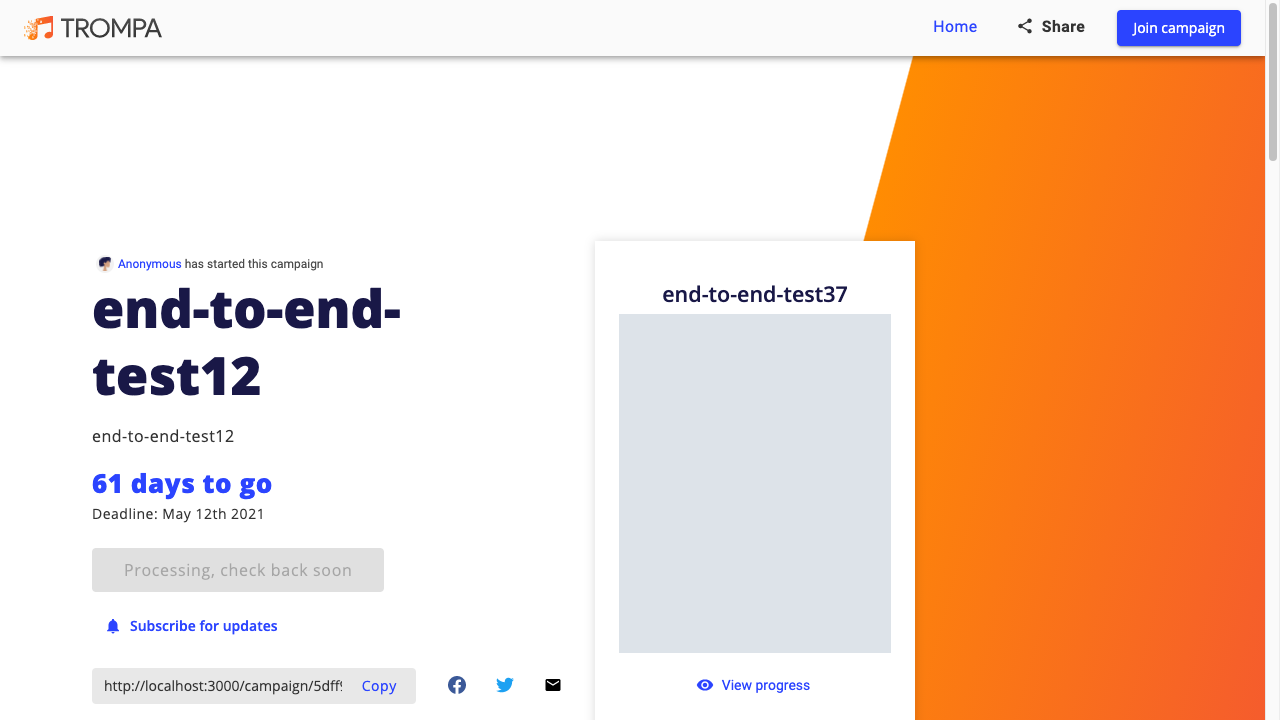 TROMPA
Home
Share
Join campaign
Anonymous has started this campaign
end-to-end-
test12
end-to-end-test12
61 days to go
Deadline: May 12th 2021
Processing, check back soon
Subscribe for updates
http://localhost:3000/campaign/5dff
Copy
end-to-end-test37
View progress